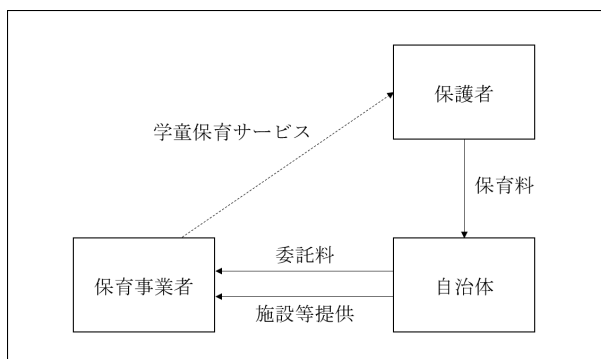 保護者
学童保育サービス
保育料
委託料
保育事業者
自治体
施設等提供